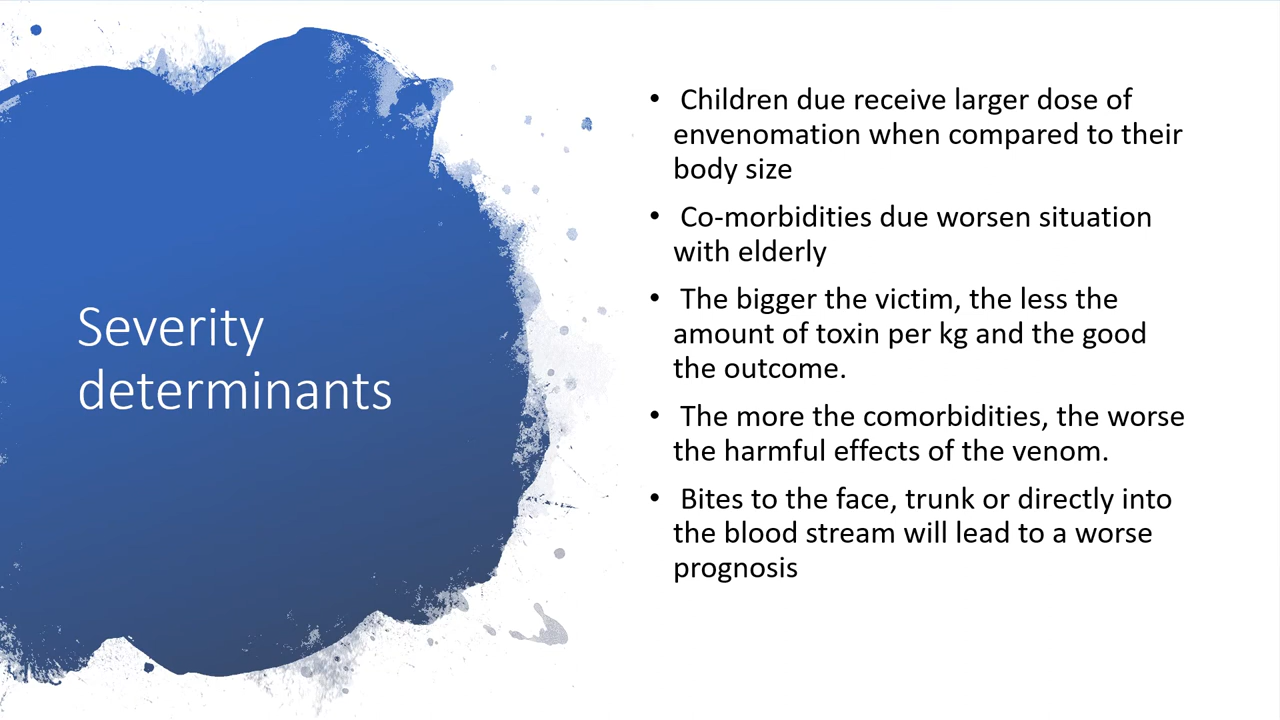 Severity
determinants
• Children due receive larger dose of
envenomation when compared to their
body size
• Co-morbidities due worsen situation
with elderly
• The bigger the victim, the less the
amount of toxin per kg and the good
the outcome.
• The more the comorbidities, the worse
the harmful effects of the venom.
• Bites to the face, trunk or directly into
the blood stream will lead to a worse
prognosis